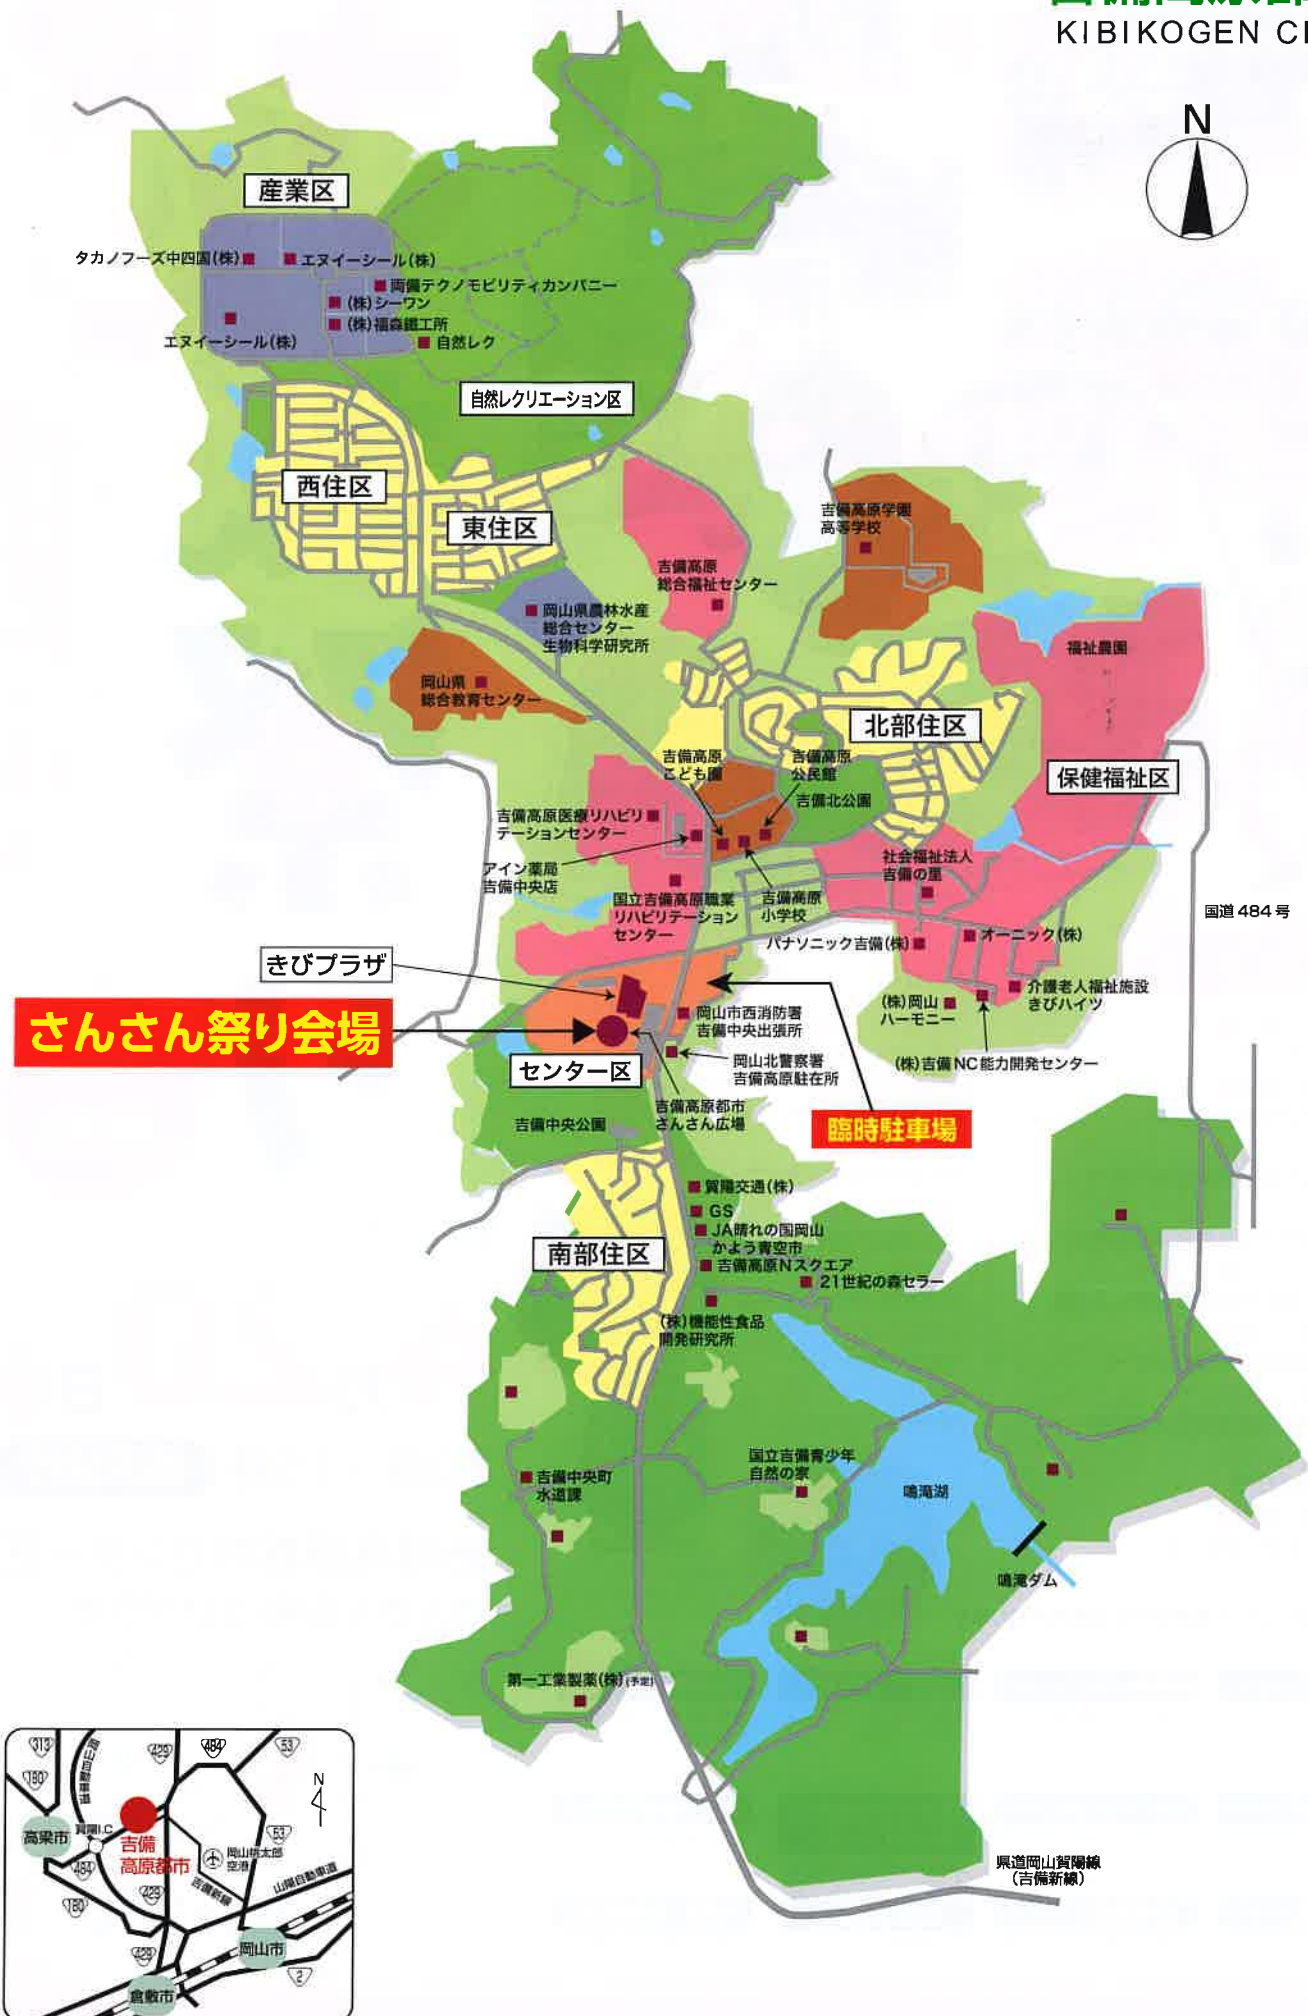 KIBIKOGEN CI
N
産業区
タカノフーズ中四国(株)
エヌイーシール(株)
両備テクノモビリティカンパニー
(株)シーワン
(株)福森鐵工所
エヌイーシール(株)
自然レク
自然レクリエーション区
西住区
東住区
吉備高原学園
高等学校
吉備高原
総合福祉センター
岡山県農林水産
総合センター
生物科学研究所
福祉農園
岡山県
総合教育センター
北部住区
吉備高原
こども園
吉備高原
公民館
保健福祉区
吉備北公園
吉備高原医療リハビリ
テーションセンター
アイン薬局
吉備中央店
社会福祉法人
吉備の里
国立吉備高原職業
リハビリテーション
センター
吉備高原
小学校
国道 484 号
パナソニック吉備(株)
オーニック(株)
きびプラザ
介護老人福祉施設
きびハイツ
(株)岡山
ハーモニー
さんさん祭り会場
岡山市西消防署
吉備中央出張所
センター区
岡山北警察署
吉備高原駐在所
(株)吉備NC能力開発センター
吉備高原都市
さんさん広場
吉備中央公園
臨時駐車場
賀陽交通(株)
GS
JA晴れの国岡山
かよう青空市
南部住区
吉備高原Nスクエア
21世紀の森セラー
(株)機能性食品
開発研究所
国立吉備青少年
自然の家
吉備中央町
水道課
鳴滝湖
鳴滝ダム
第一工業製薬(株)(予定)
県道岡山賀陽線
(吉備新線)
313
岡山自動車道
429
484
53
180
N
高梁市
賀陽I.C
吉備
高原都市
53
岡山桃太郎
空港
484
429
吉備新線
山陽自動車道
180
429
岡山市
2
倉敷市